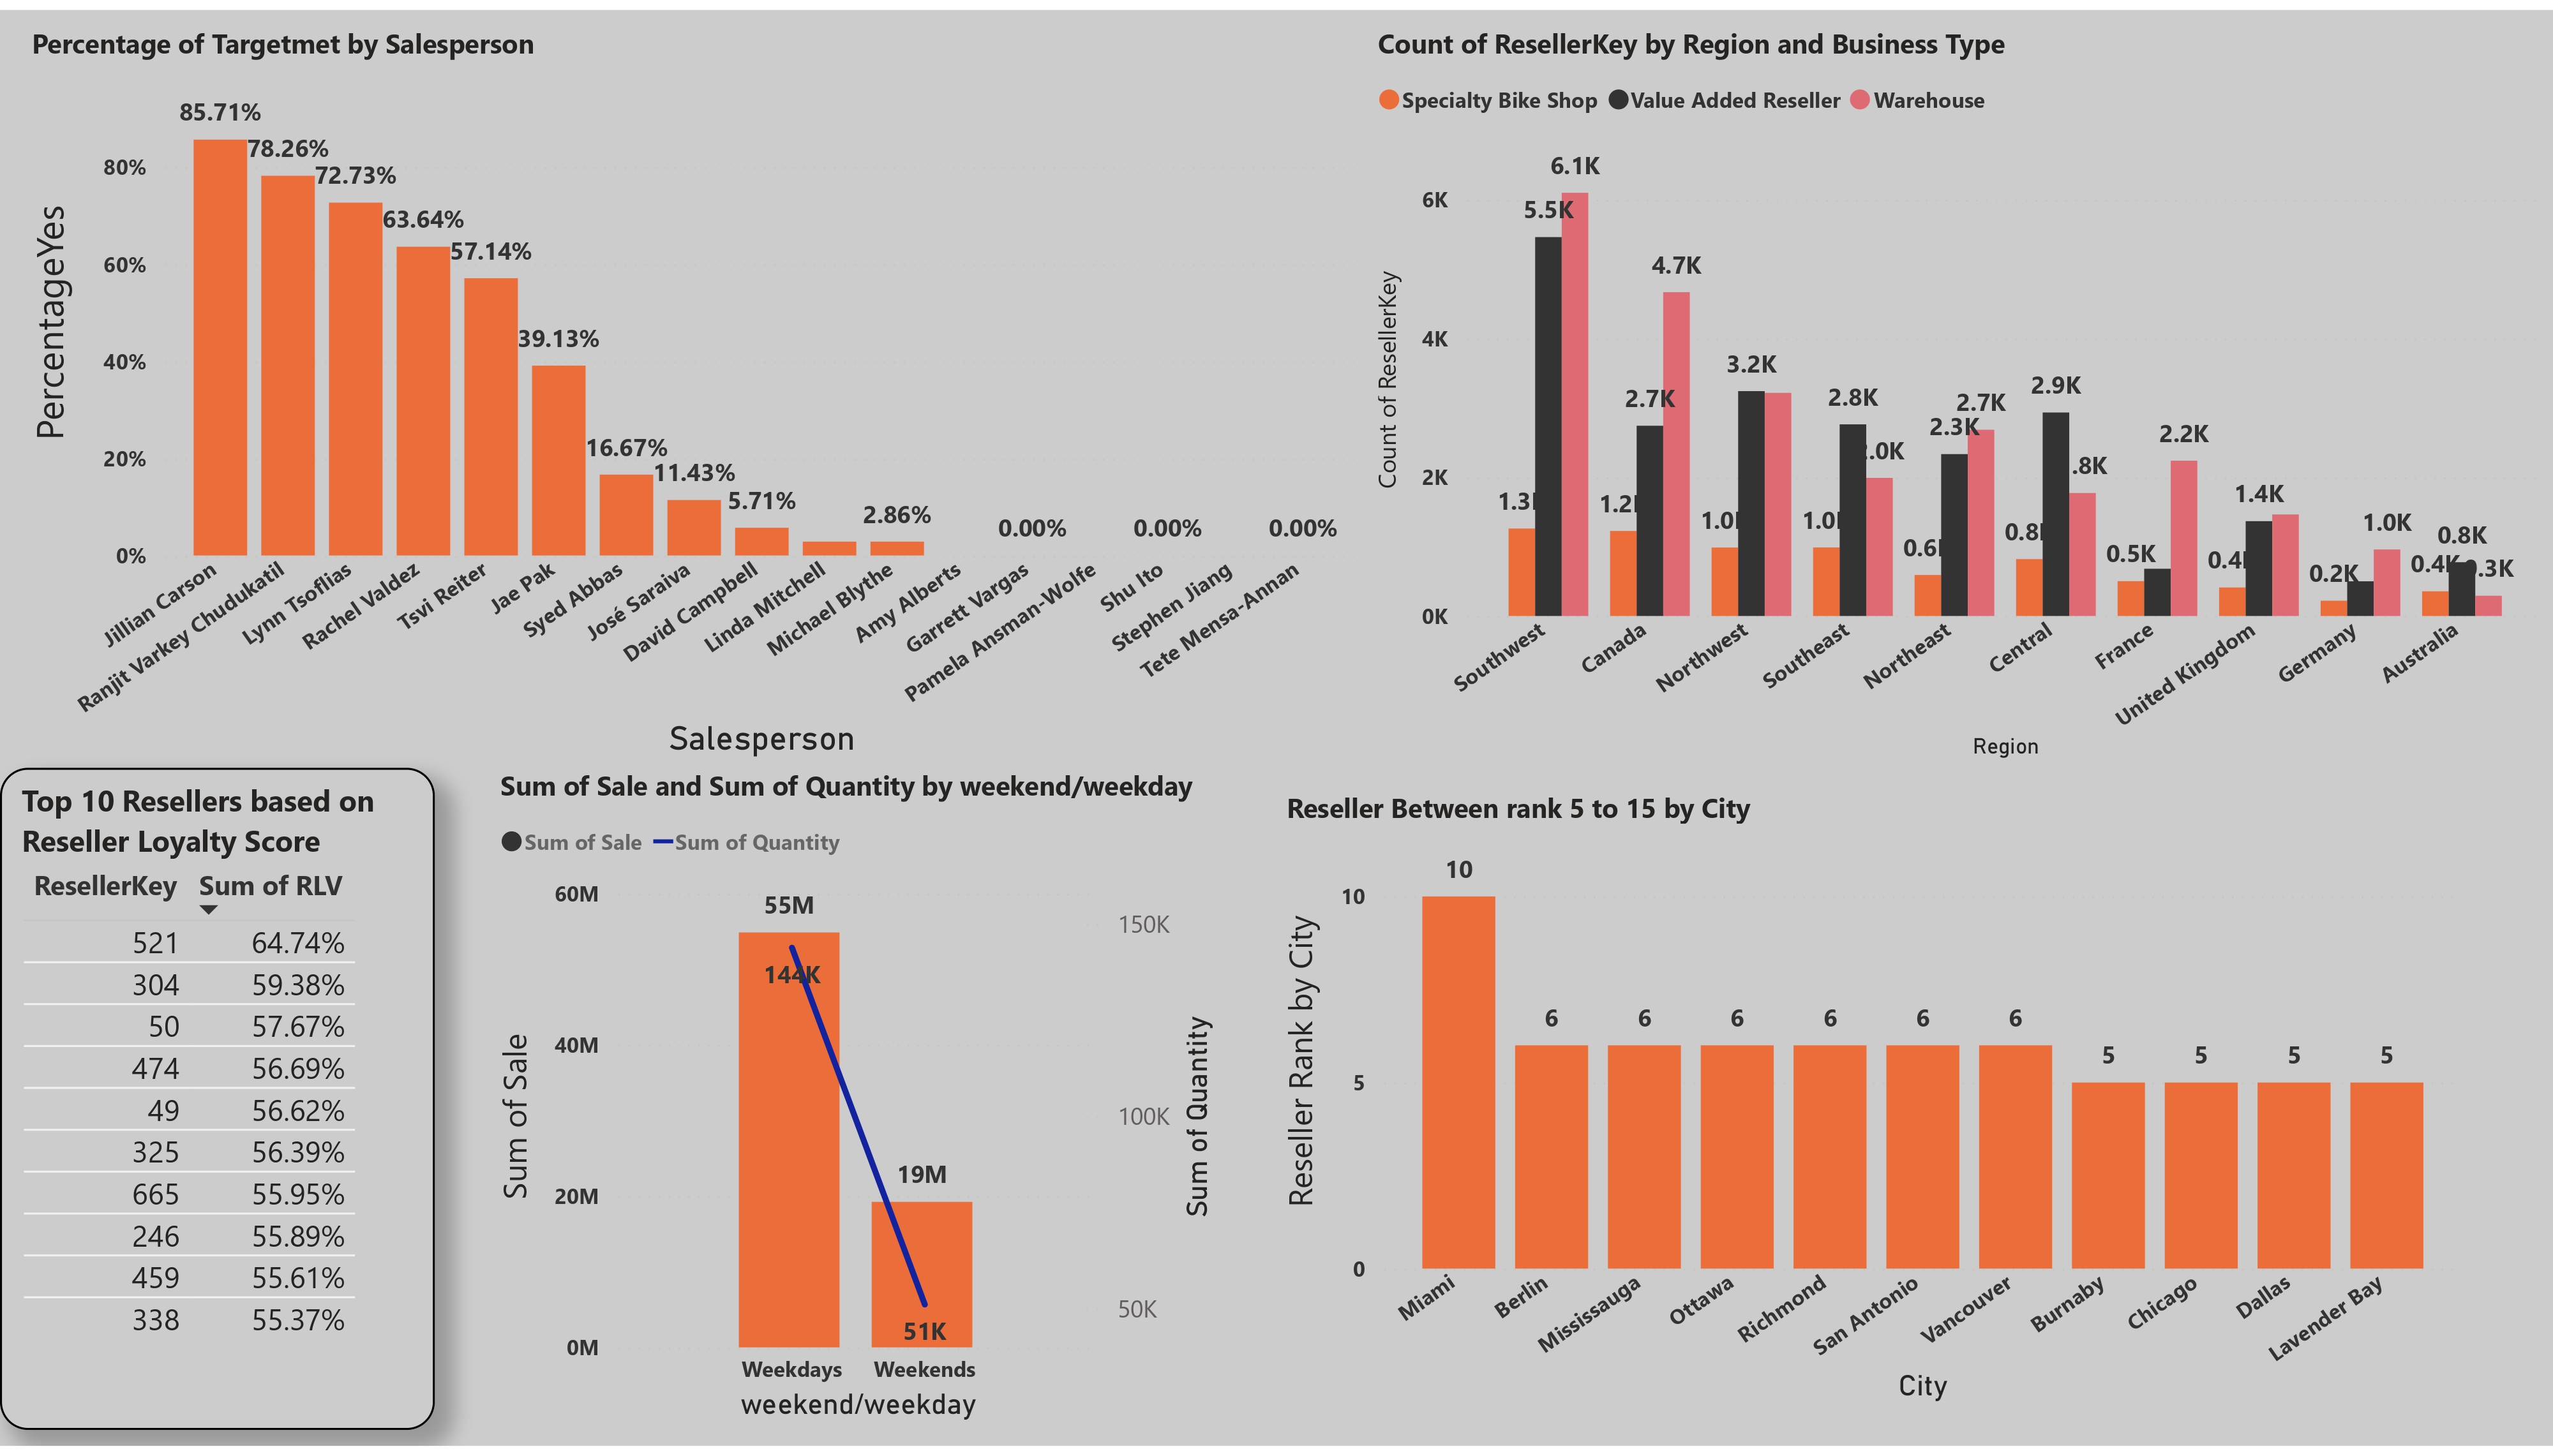 Percentage of Targetmet by Salesperson
PercentageYes
80%
60%
40%
20%
0%
85.71%
78.26%
72.73%
63.64%
57.14%
39.13%
16.67%
11.43%
5.71%
2.86%
0.00%
0.00%
0.00%
Jillian Carson
Ranjit Varkey Chudukatil
Lynn Tsoflias
Rachel Valdez
Tsvi Reiter
Jae Pak
Syed Abbas
José Saraiva
David Campbell
Linda Mitchell
Michael Blythe
Amy Alberts
Garrett Vargas
Pamela Ansman-Wolfe
Shu Ito
Stephen Jiang
Tete Mensa-Annan
Salesperson
Count of ResellerKey by Region and Business Type
Specialty Bike Shop Value Added Reseller Warehouse
Count of ResellerKey
6K
4K
2K
0K
5.5K
6.1K
2.7K
4.7K
3.2K
2.8K
2.3K
2.7K
2.9K
0.5K
2.2K
1.4K
0.2K
1.0K
0.8K
Southwest
Canada
Northwest
Southeast
Northeast
Central
France
United Kingdom
Germany
Australia
Region
Top 10 Resellers based on
Reseller Loyalty Score
ResellerKey Sum of RLV
521 64.74%
304 59.38%
50 57.67%
474 56.69%
49 56.62%
325 56.39%
665 55.95%
246 55.89%
459 55.61%
338 55.37%
Sum of Sale and Sum of Quantity by weekend/weekday
Sum of Sale Sum of Quantity
Sum of Sale
60M
40M
20M
0M
55M
144K
19M
51K
150K
100K
50K
Sum of Quantity
Weekdays Weekends
weekend/weekday
Reseller Between rank 5 to 15 by City
Reseller Rank by City
10
5
0
10
6
6
6
6
6
6
5
5
5
5
Miami
Berlin
Mississauga
Ottawa
Richmond
San Antonio
Vancouver
Burnaby
Chicago
Dallas
Lavender Bay
City